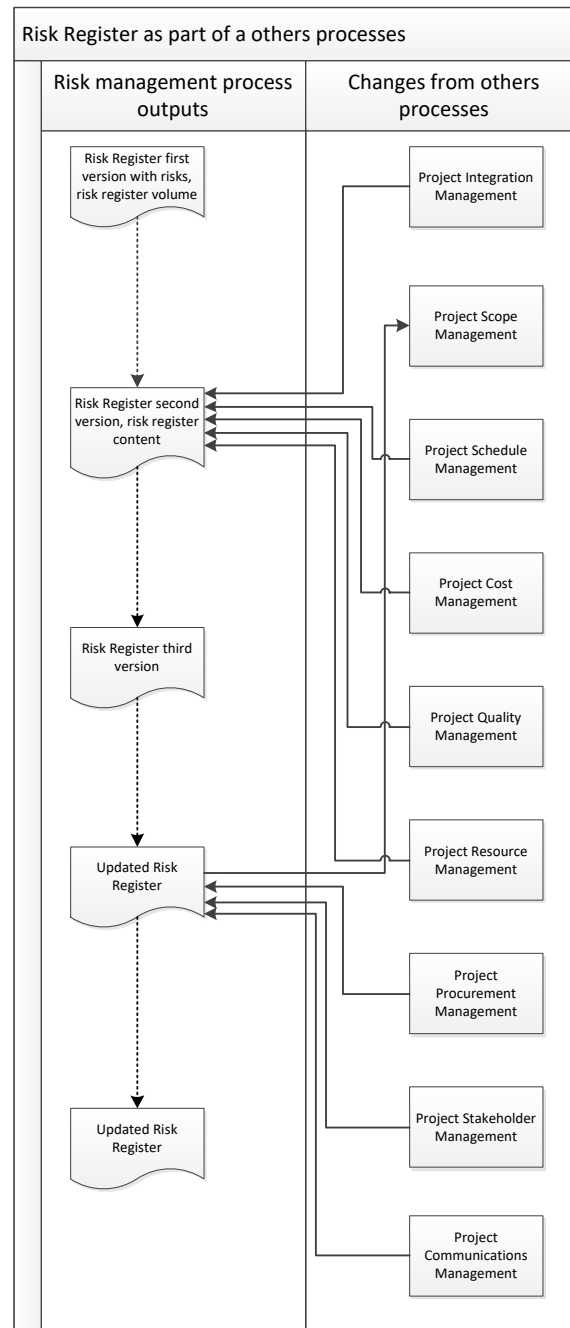 Risk Register as part of a others processes
Risk management process
outputs
Changes from others
processes
Risk Register first
version with risks,
risk register volume
Project Integration
Management
Project Scope
Management
Risk Register second
version, risk register
content
Project Schedule
Management
Project Cost
Management
Risk Register third
version
Project Quality
Management
Updated Risk
Register
Project Resource
Management
Project
Procurement
Management
Updated Risk
Register
Project Stakeholder
Management
Project
Communications
Management